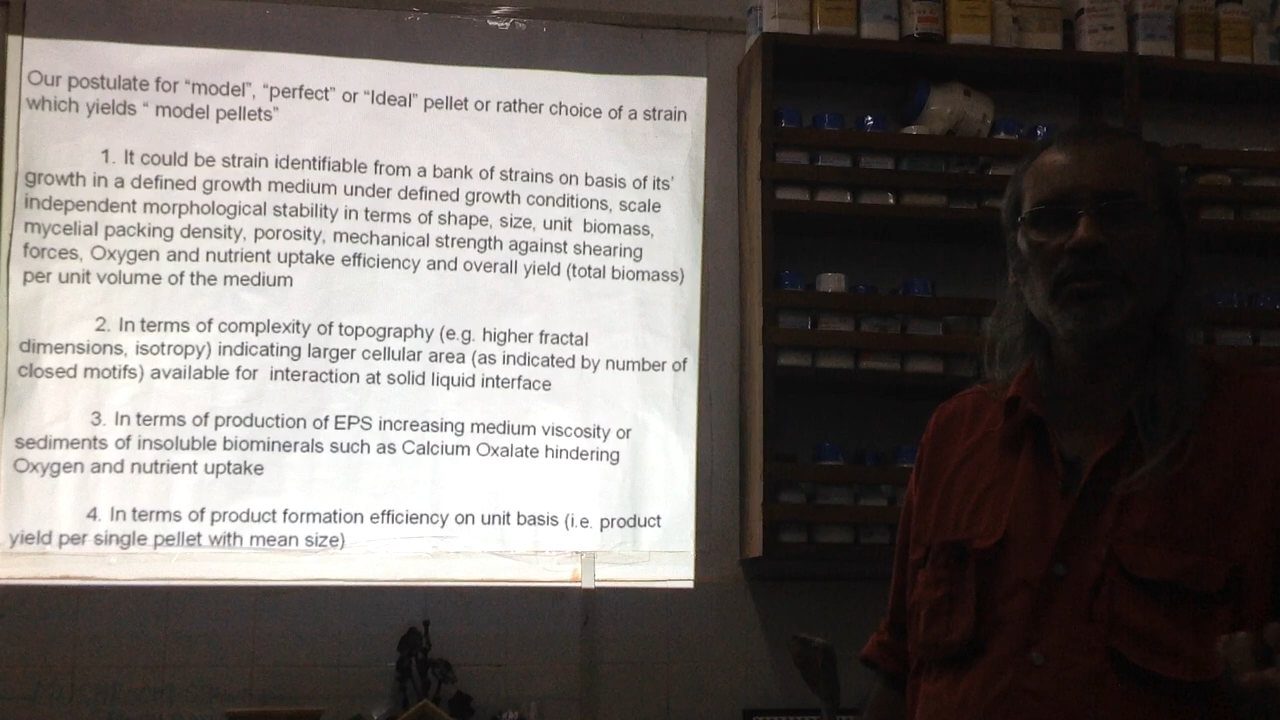 Our postulate for "model", "perfect" or "Ideal" pellet or rather choice of a strain
which yields " model pellets"
1. It could be strain identifiable from a bank of strains on basis of its'
growth in a defined growth medium under defined growth conditions, scale
independent morphological stability in terms of shape, size, unit biomass,
mycelial packing density, porosity, mechanical strength against shearing
forces, Oxygen and nutrient uptake efficiency and overall yield (total biomass)
per unit volume of the medium
2. In terms of complexity of topography (e.g. higher fractal
dimensions, isotropy) indicating larger cellular area (as indicated by number of
closed motifs) available for interaction at solid liquid interface
3. In terms of production of EPS increasing medium viscosity or
sediments of insoluble biominerals such as Calcium Oxalate hindering
Oxygen and nutrient uptake
4. In terms of product formation efficiency on unit basis (i.e. product
yield per single pellet with mean size)